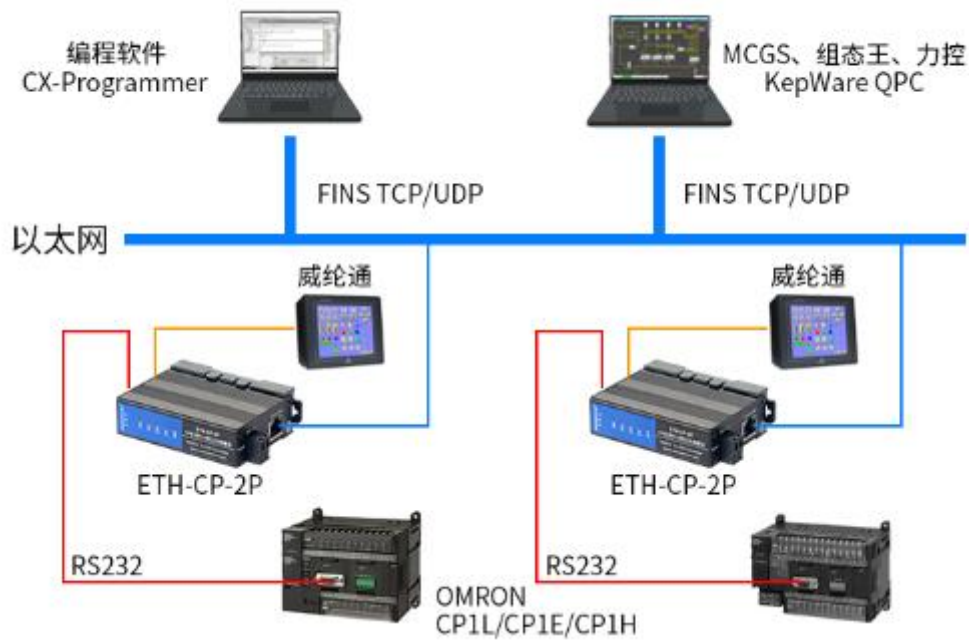 编程软件
CX-Programmer
MCGS、组态王、力控
KepWare QPC
FINS TCP/UDP
FINS TCP/UDP
以太网
威纶通
威纶通
ETH-CP-2P
ETH-CP-2P
RS232
RS232
OMRON
CP1L/CP1E/CP1H